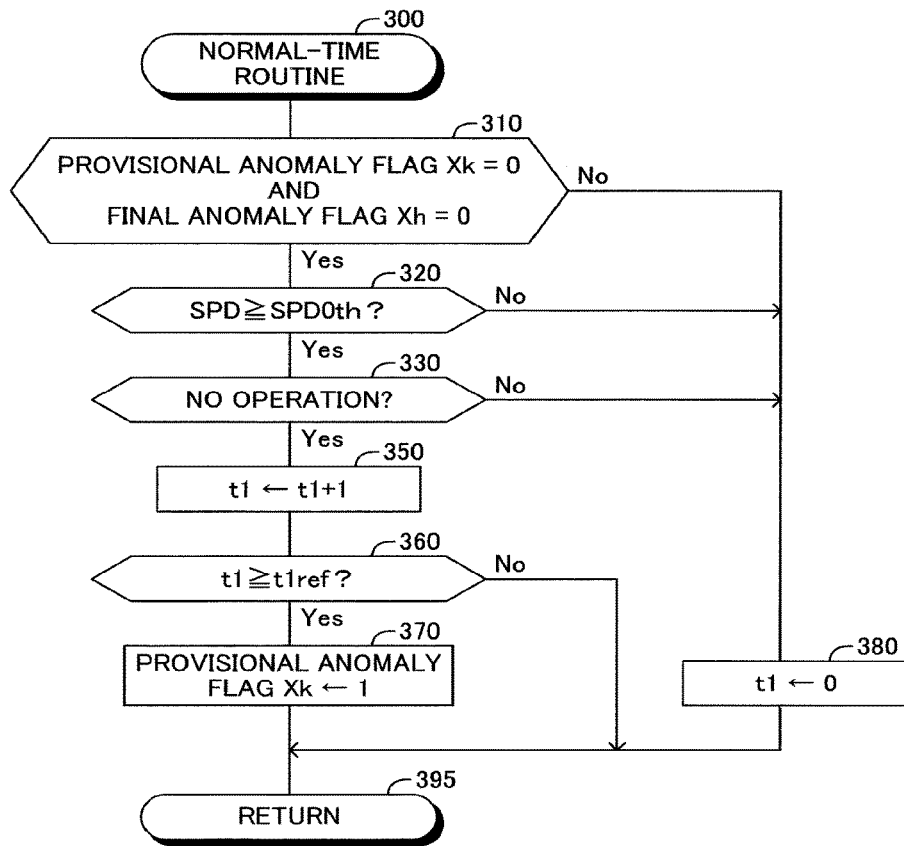 300
NORMAL-TIME
ROUTINE
310
PROVISIONAL ANOMALY FLAG Xk = 0
AND
FINAL ANOMALY FLAG Xh = 0
No
Yes
320
SPD≧SPD0th?
No
Yes
330
NO OPERATION?
No
Yes
350
t1 ← t1+1
360
t1≧t1ref?
No
Yes
370
PROVISIONAL ANOMALY
FLAG Xk ← 1
380
t1 ← 0
395
RETURN